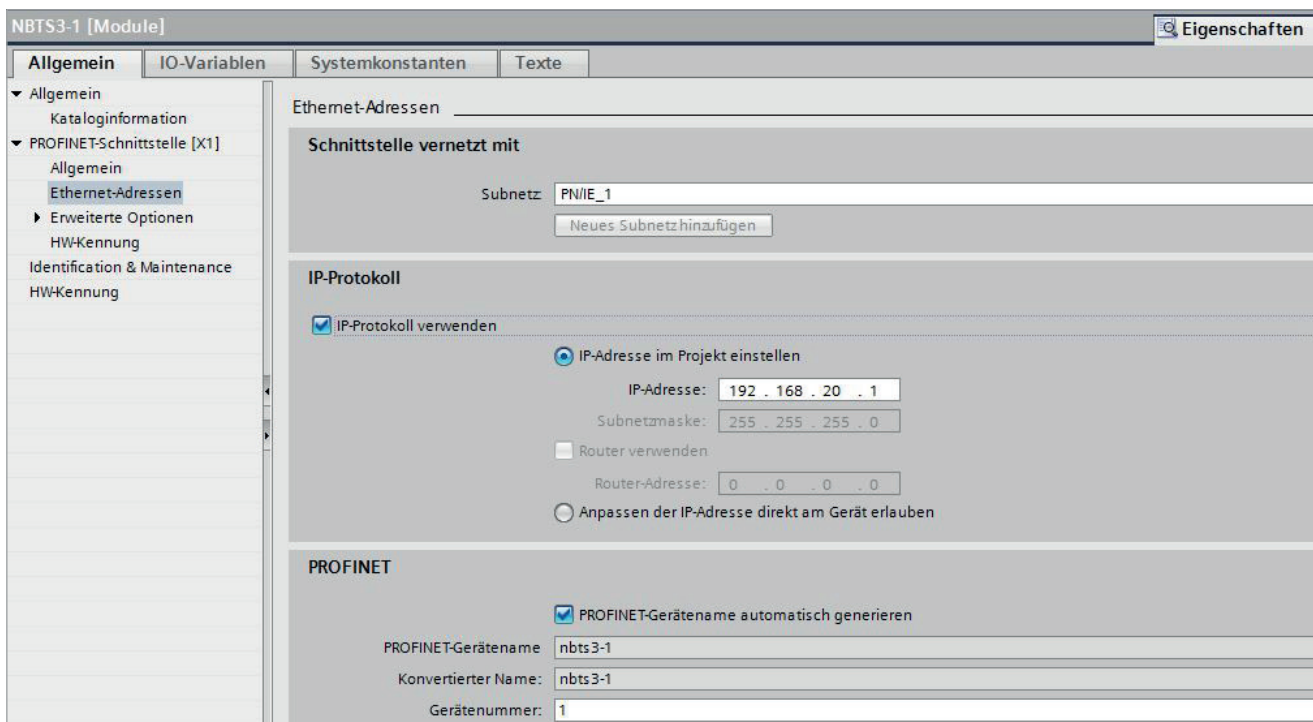 NBTS3-1 [Module]
Eigenschaften
Allgemein
IO-Variablen
Systemkonstanten
Texte
Allgemein
Kataloginformation
PROFINET-Schnittstelle [X1]
Allgemein
Ethernet-Adressen
Erweiterte Optionen
HW-Kennung
Identification & Maintenance
HW-Kennung
Ethernet-Adressen
Schnittstelle vernetzt mit
Subnetz: PN/IE_1
Neues Subnetz hinzufügen
IP-Protokoll
IP-Protokoll verwenden
IP-Adresse im Projekt einstellen
IP-Adresse: 192 . 168 . 20 . 1
Subnetzmaske: 255 . 255 . 255 . 0
Router verwenden
Router-Adresse: 0 . 0 . 0 . 0
Anpassen der IP-Adresse direkt am Gerät erlauben
PROFINET
PROFINET-Gerätename automatisch generieren
PROFINET-Gerätename nbts3-1
Konvertierter Name: nbts3-1
Gerätenummer: 1